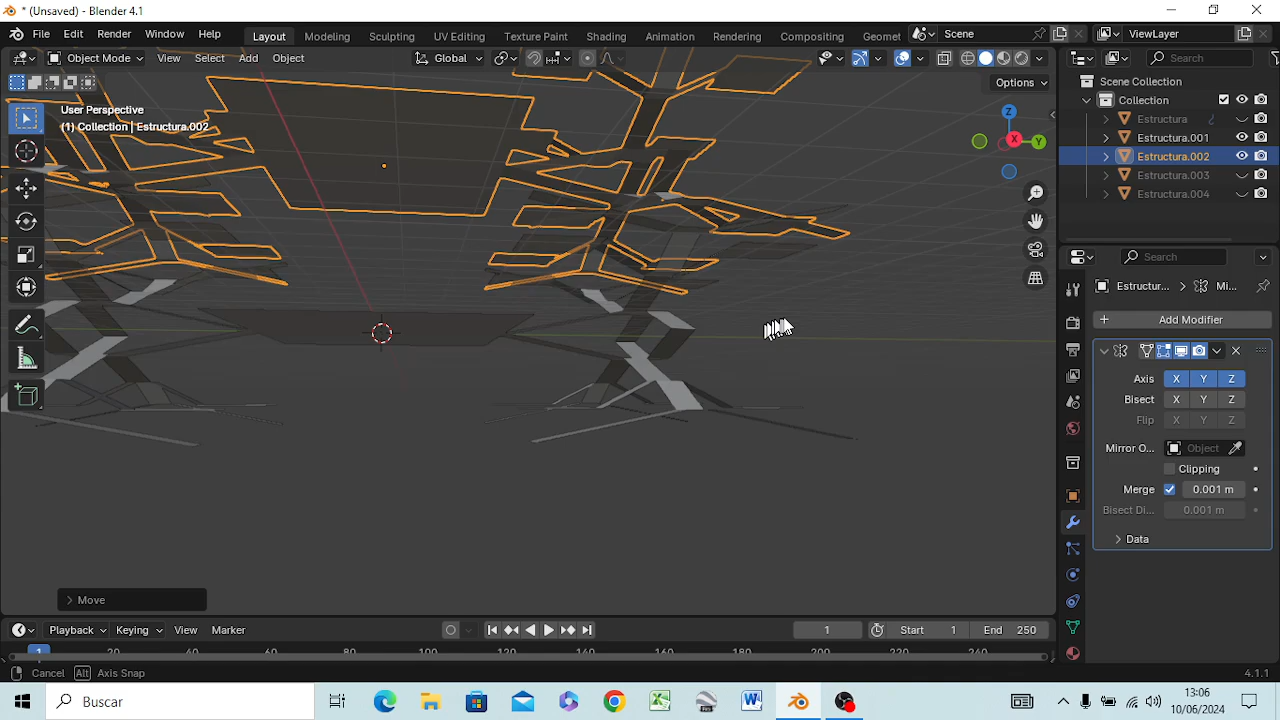 * (Unsaved) - Blender 4.1
File Edit Render Window Help Layout Modeling Sculpting UV Editing Texture Paint Shading Animation Rendering Compositing Geomet Scene ViewLayer
Object Mode View Select Add Object Global Search
Options
User Perspective
(1) Collection | Estructura.002
Z
X
Y
Scene Collection
Collection
Estructura
Estructura.001
Estructura.002
Estructura.003
Estructura.004
Search
Estructur... Mi...
Add Modifier
Axis X Y Z
Bisect X Y Z
Flip X Y Z
Mirror O... Object
Clipping
Merge 0.001 m
Bisect Di... 0.001 m
Data
Move
Playback Keying View Marker 1 Start 1 End 250
1 20 40 60 80 100 120 140 160 180 200 220 240
Cancel Alt Axis Snap 4.1.1
Buscar
13:06
10/06/2024